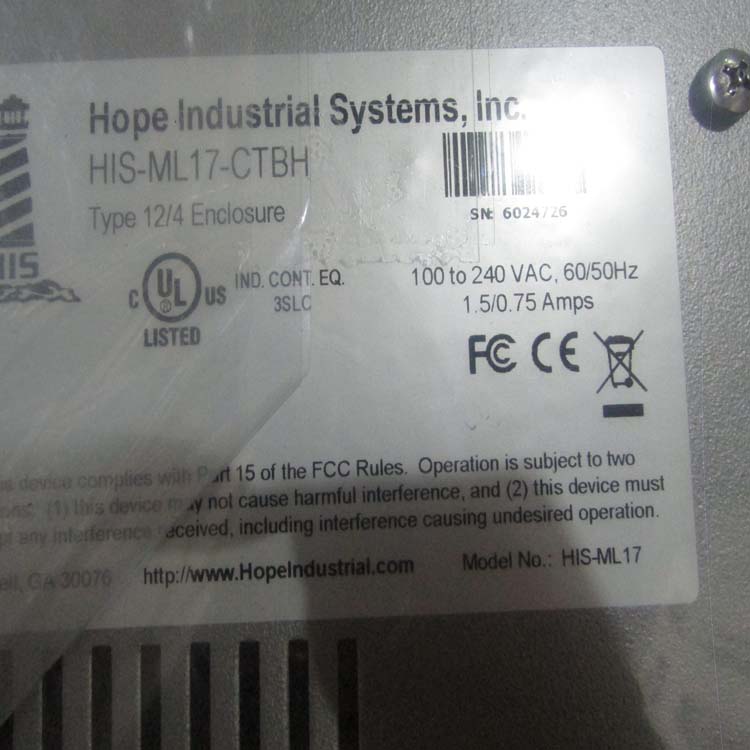 Hope Industrial Systems, Inc.
HIS-ML17-CTBH
Type 12/4 Enclosure
SN: 6024726
HIS
C UL US
®
LISTED
IND. CONT. EQ.
3SLC
100 to 240 VAC, 60/50Hz
1.5/0.75 Amps
FC CE
device complies with Part 15 of the FCC Rules. Operation is subject to two
(1) this device may not cause harmful interference, and (2) this device must
any interference received, including interference causing undesired operation.
GA 30076 http://www.HopeIndustrial.com Model No.: HIS-ML17